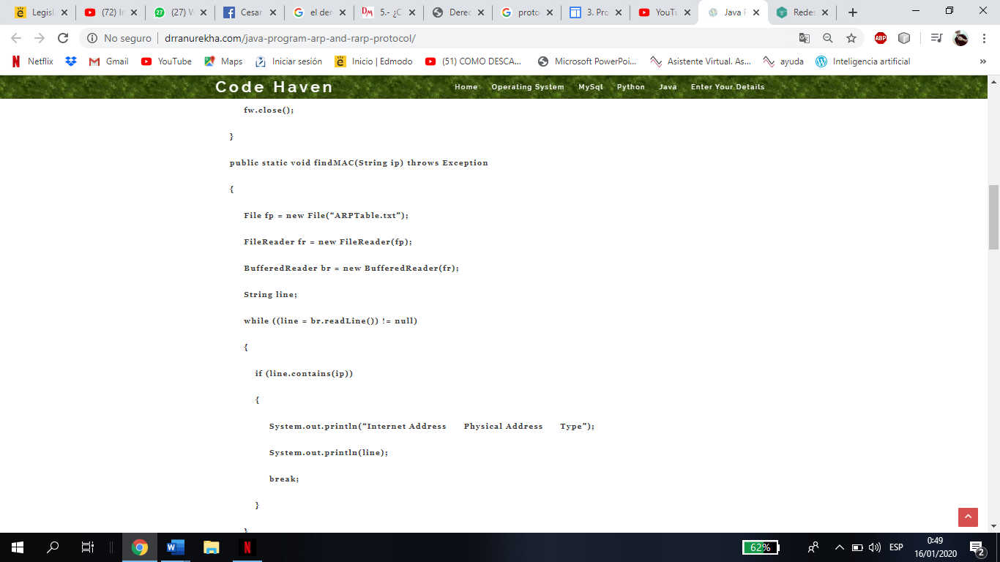 Legisl
(72) In
(27) W
Cesar
el der
5.- ¿C
Derec
proto
3. Pro
YouTu
Java P
Redes
No seguro
drranurekha.com/java-program-arp-and-rarp-protocol/
Netflix
Gmail
YouTube
Maps
Iniciar sesión
Inicio | Edmodo
(51) COMO DESCA...
Microsoft PowerPoi...
Asistente Virtual. As...
ayuda
Inteligencia artificial
»
Code Haven
Home Operating System MySql Python Java Enter Your Details
fw.close();
}
public static void findMAC(String ip) throws Exception
{
File fp = new File(“ARPTable.txt”);
FileReader fr = new FileReader(fp);
BufferedReader br = new BufferedReader(fr);
String line;
while ((line = br.readLine()) != null)
{
if (line.contains(ip))
{
System.out.println(“Internet Address Physical Address Type”);
System.out.println(line);
break;
}
}
62%
ESP
0:49
16/01/2020
2